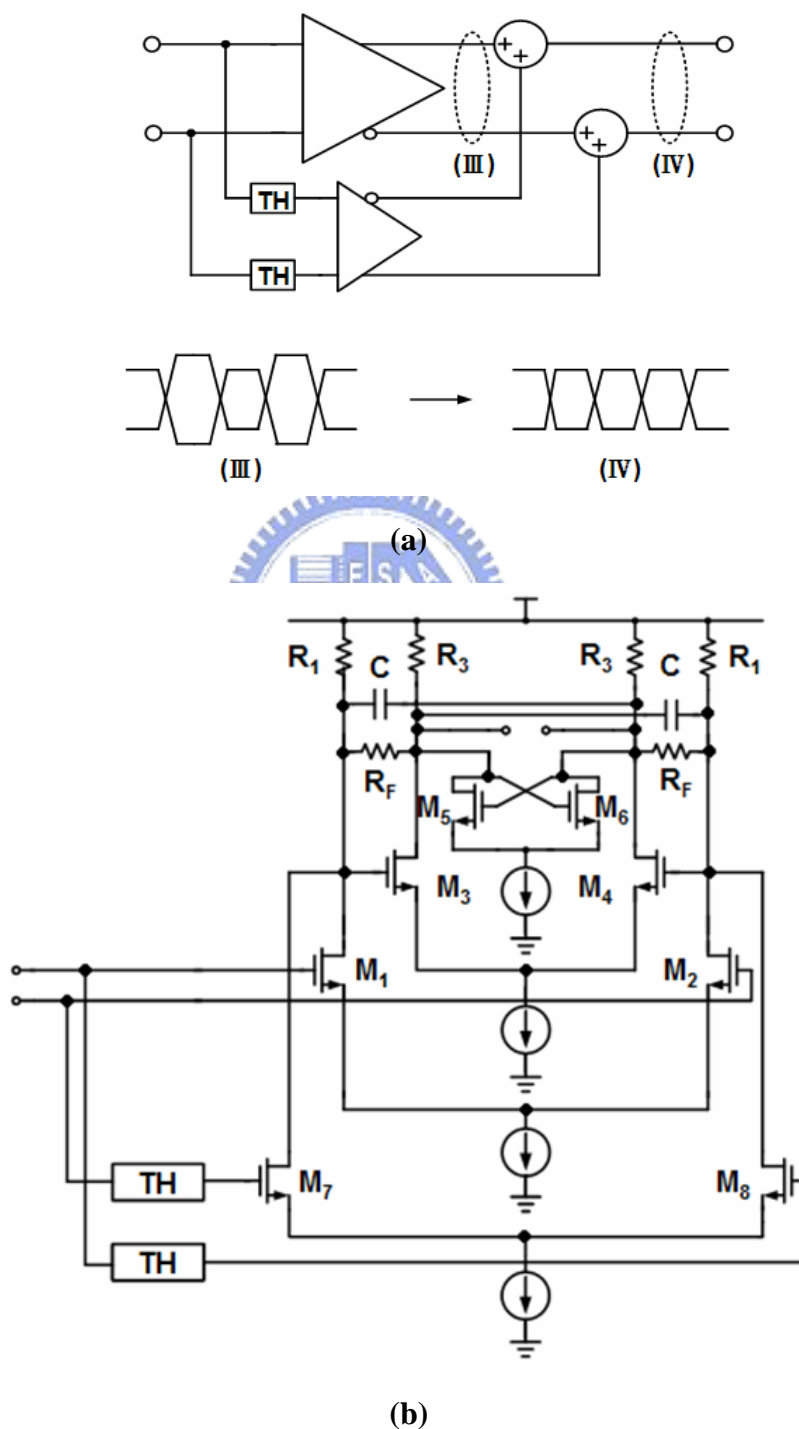 + +
+ +
(III) (IV)
TH
TH
(III) (IV)
(a)
E S A
R1 R3 R3 R1
C C
RF RF
M5 M6
M3 M4
M1 M2
TH M7 M8
TH
(b)